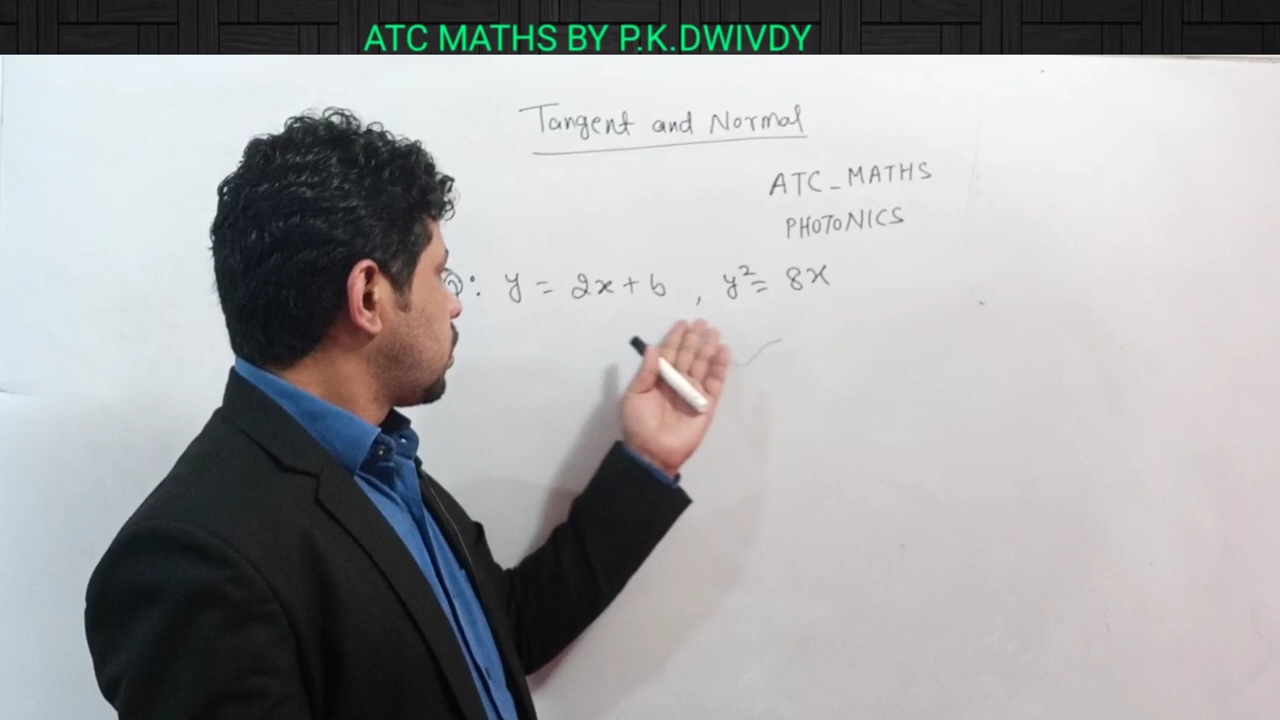 ATC MATHS BY P.K.DWIVDY
Tangent and Normal
ATC_MATHS
PHOTONICS
: y = 2x + b , y² = 8x